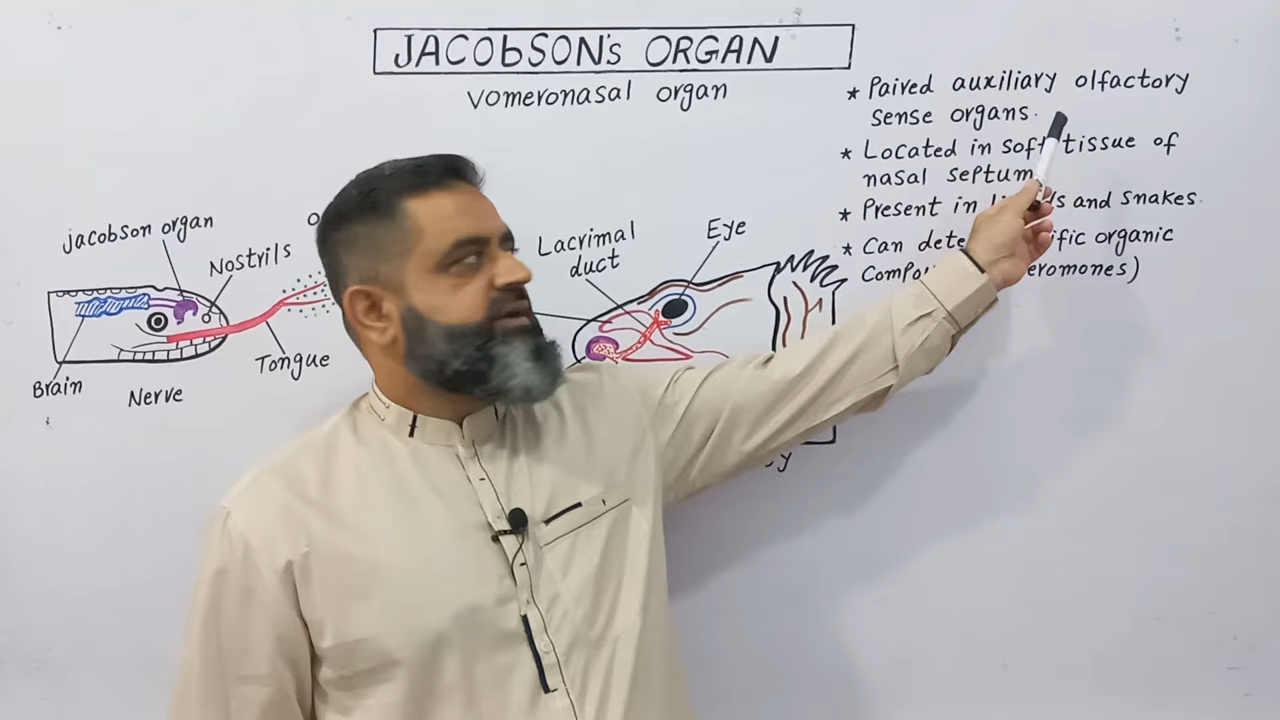 JACObSON's ORGAN
Vomeronasal organ
* Paired auxiliary olfactory
sense organs.
* Located in soft tissue of
nasal septum
* Present in and snakes.
* Can organic
jacobson organ
Nostrils
Brain
Nerve
Tongue
Lacrimal
duct
Eye